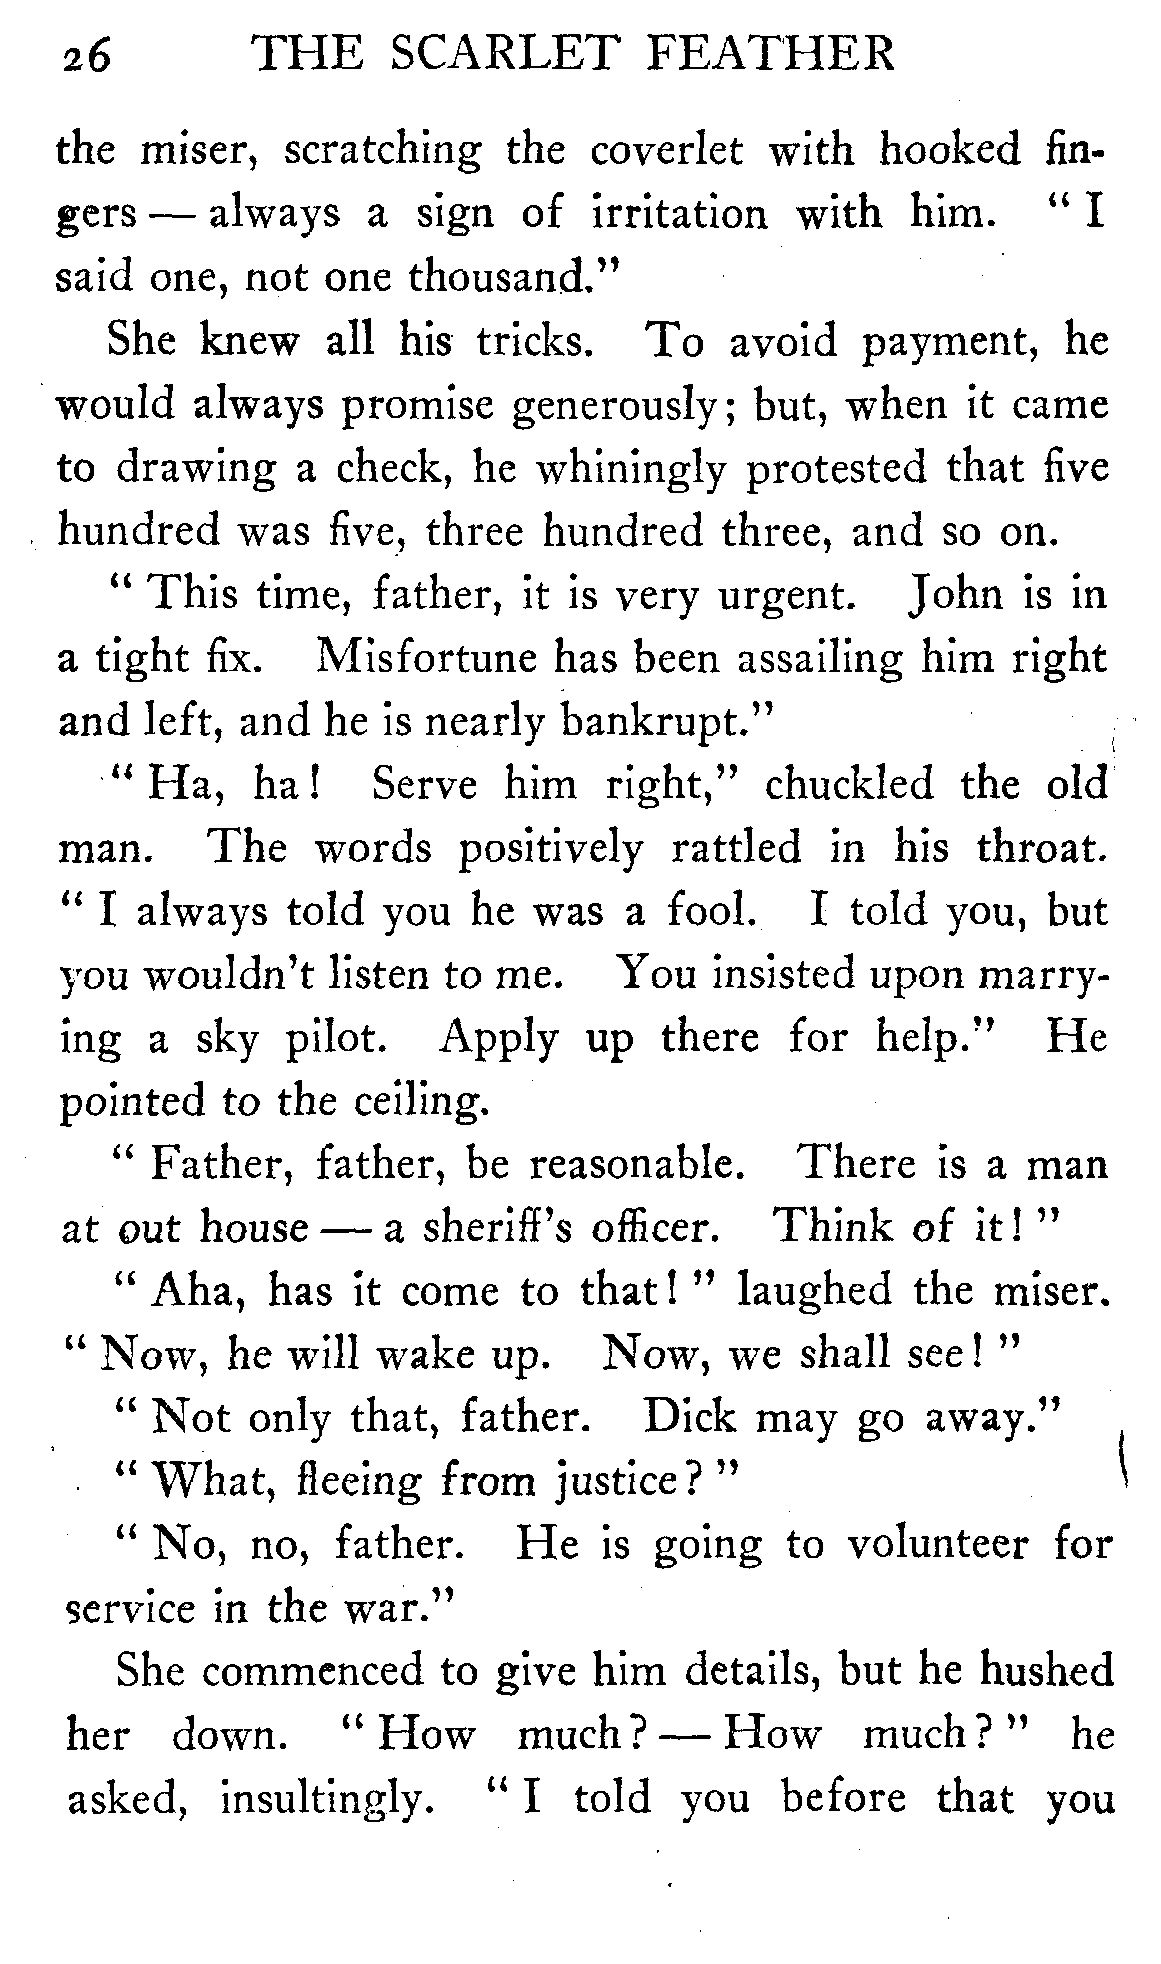 26 THE SCARLET FEATHER
the miser, scratching the coverlet with hooked fin-
gers — always a sign of irritation with him. “ I
said one, not one thousand.”
She knew all his tricks. To avoid payment, he
would always promise generously; but, when it came
to drawing a check, he whiningly protested that five
hundred was five, three hundred three, and so on.
“ This time, father, it is very urgent. John is in
a tight fix. Misfortune has been assailing him right
and left, and he is nearly bankrupt.”
“ Ha, ha! Serve him right,” chuckled the old
man. The words positively rattled in his throat.
“ I always told you he was a fool. I told you, but
you wouldn’t listen to me. You insisted upon marry-
ing a sky pilot. Apply up there for help.” He
pointed to the ceiling.
“ Father, father, be reasonable. There is a man
at out house — a sheriff’s officer. Think of it! ”
“ Aha, has it come to that! ” laughed the miser.
“ Now, he will wake up. Now, we shall see! ”
“ Not only that, father. Dick may go away.”
“ What, fleeing from justice? ”
“ No, no, father. He is going to volunteer for
service in the war.”
She commenced to give him details, but he hushed
her down. “ How much? — How much? ” he
asked, insultingly. “ I told you before that you